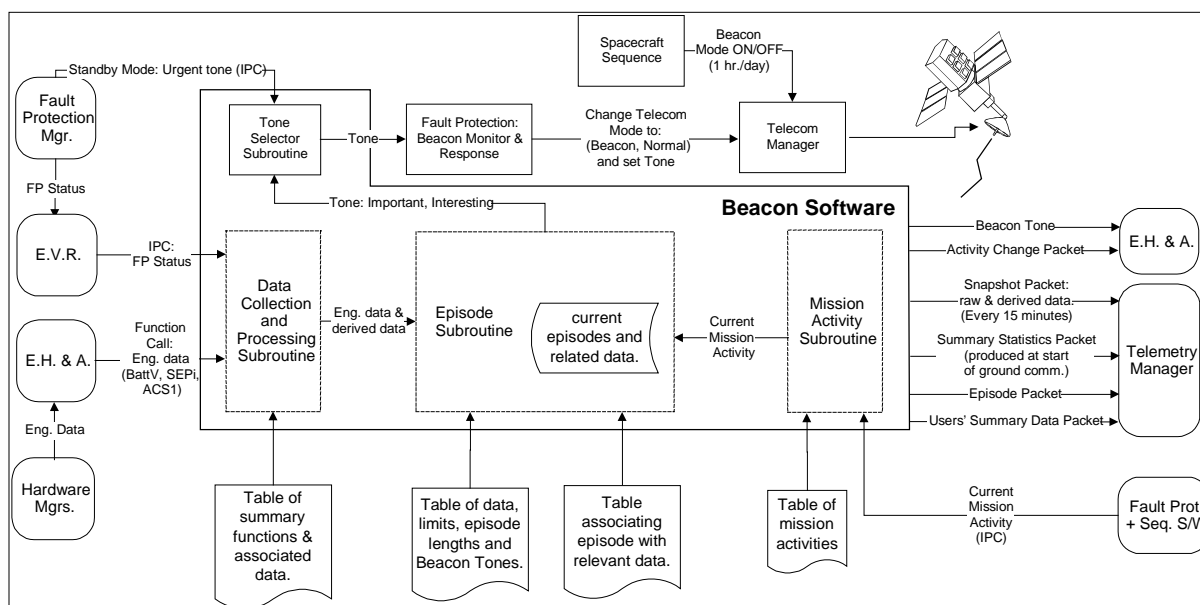 Spacecraft
Sequence
Beacon
Mode ON/OFF
(1 hr./day)
Standby Mode: Urgent tone (IPC)
Fault
Protection
Mgr.
Tone
Selector
Subroutine
Tone
Fault Protection:
Beacon Monitor &
Response
Change Telecom
Mode to:
(Beacon, Normal)
and set Tone
Telecom
Manager
FP Status
Tone: Important, Interesting
Beacon Software
E.V.R.
IPC:
FP Status
Data
Collection
and
Processing
Subroutine
Eng. data &
derived data
Episode
Subroutine
current
episodes and
related data.
Current
Mission
Activity
Mission
Activity
Subroutine
Beacon Tone
Activity Change Packet
E.H. & A.
Snapshot Packet:
raw & derived data.
(Every 15 minutes)
Summary Statistics Packet
(produced at start
of ground comm.)
Episode Packet
Users' Summary Data Packet
Telemetry
Manager
E.H. & A.
Function
Call:
Eng. data
(BattV, SEPi,
ACS1)
Eng. Data
Hardware
Mgrs.
Table of
summary
functions &
associated
data.
Table of data,
limits, episode
lengths and
Beacon Tones.
Table
associating
episode with
relevant data.
Table of
mission
activities
Current
Mission
Activity
(IPC)
Fault Prot
+ Seq. S/W